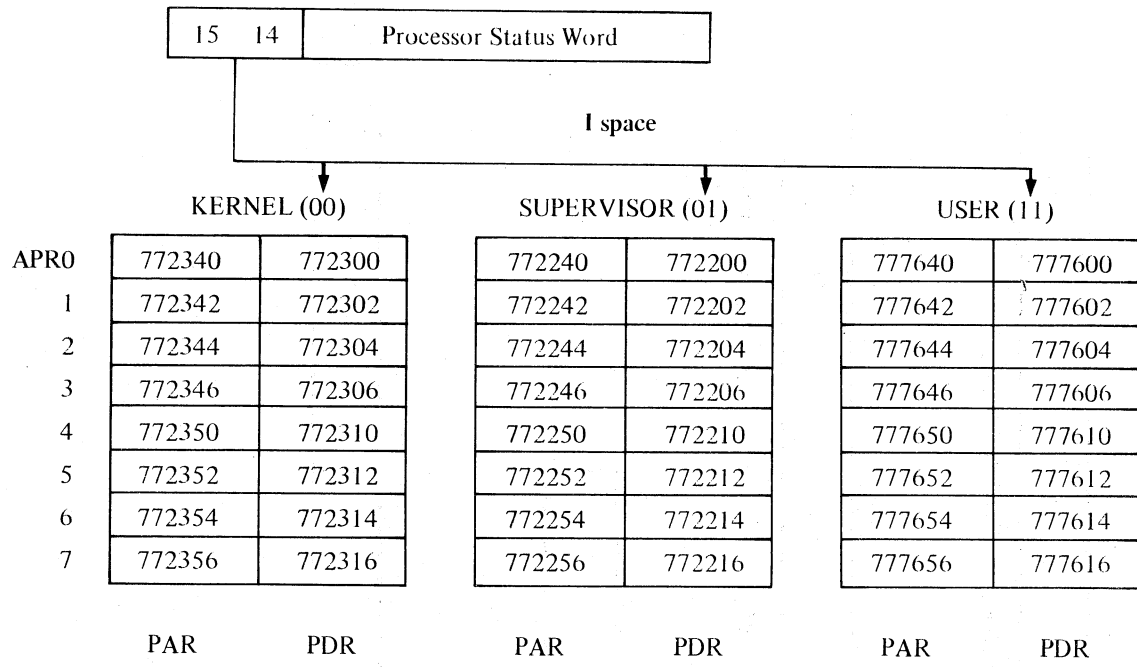 15 14 Processor Status Word
I space
KERNEL (00) SUPERVISOR (01) USER (11)
APR0 772340 772300 772240 772200 777640 777600
1 772342 772302 772242 772202 777642 777602
2 772344 772304 772244 772204 777644 777604
3 772346 772306 772246 772206 777646 777606
4 772350 772310 772250 772210 777650 777610
5 772352 772312 772252 772212 777652 777612
6 772354 772314 772254 772214 777654 777614
7 772356 772316 772256 772216 777656 777616
PAR PDR PAR PDR PAR PDR